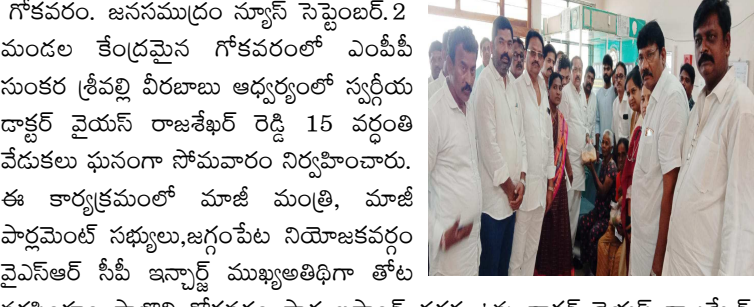 గోకవరం. జనసముద్రం న్యూస్ సెప్టెంబర్.2
మండల కేంద్రమైన గోకవరంలో ఎంపీపీ
సుంకర శ్రీవల్లి వీరబాబు ఆధ్వర్యంలో స్వర్గీయ
డాక్టర్ వైయస్ రాజశేఖర్ రెడ్డి 15 వర్ధంతి
వేడుకలు ఘనంగా సోమవారం నిర్వహించారు.
ఈ కార్యక్రమంలో మాజీ మంత్రి, మాజీ
పార్లమెంట్ సభ్యులు,జగ్గంపేట నియోజకవర్గం
వైఎస్ఆర్ సీపీ ఇన్చార్జ్ ముఖ్యఅతిథిగా తోట